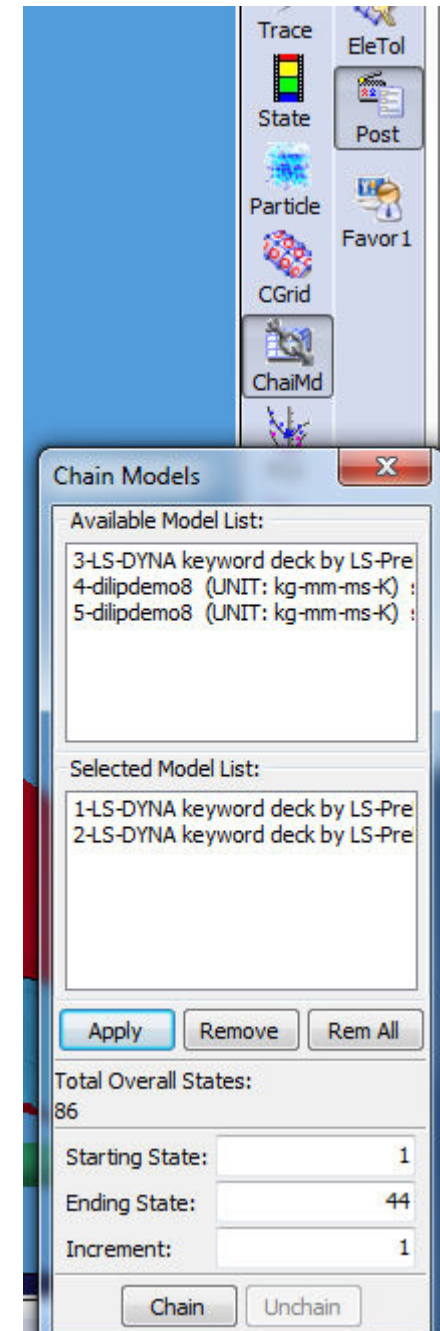 Trace
EleTol
State
Post
Particle
Favor1
CGrid
ChaiMd
Chain Models
Available Model List:
3-LS-DYNA keyword deck by LS-Pre
4-dilipdemo8 (UNIT: kg-mm-ms-K) s
5-dilipdemo8 (UNIT: kg-mm-ms-K) s
Selected Model List:
1-LS-DYNA keyword deck by LS-Pre
2-LS-DYNA keyword deck by LS-Pre
Apply Remove Rem All
Total Overall States:
86
Starting State: 1
Ending State: 44
Increment: 1
Chain Unchain